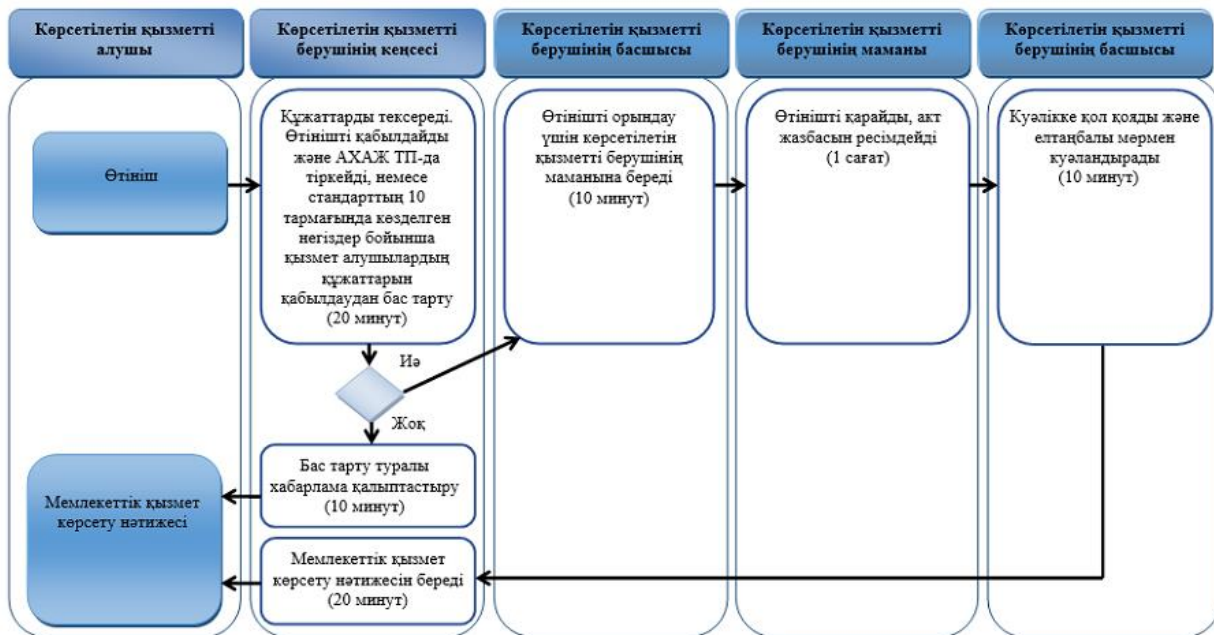 Көрсетілетін қызметті
алушы
Көрсетілетін қызметті
берушінің кеңсесі
Көрсетілетін қызметті
берушінің басшысы
Көрсетілетін қызметті
берушінің маманы
Көрсетілетін қызметті
берушінің басшысы
Өтініш
Құжаттарды тексереді.
Өтінішті қабылдайды
және АХАЖ ТП-да
тіркейді, немесе
стандарттың 10
тармағында көзделген
негіздер бойынша
қызмет алушылардың
құжаттарын
қабылдаудан бас тарту
(20 минут)
Өтінішті орындау
үшін көрсетілетін
қызметті берушінің
маманына береді
(10 минут)
Өтінішті қарайды, акт
жазбасын ресімдейді
(1 сағат)
Куәлікке қол қояды және
елтаңбалы мөрмен
куәландырады
(10 минут)
Иә
Жоқ
Бас тарту туралы
хабарлама қалыптастыру
(10 минут)
Мемлекеттік қызмет
көрсету нәтижесі
Мемлекеттік қызмет
көрсету нәтижесін береді
(20 минут)